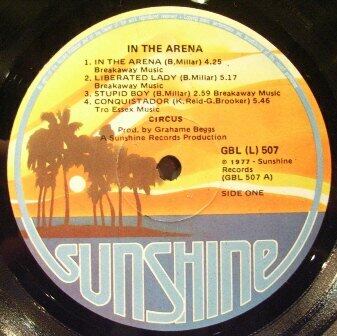 IN THE ARENA
1. IN THE ARENA (B,Millar) 4.25
Breakaway Music
2. LIBERATED LADY (B,Millar) 5.17
Breakaway Music
3. STUPID BOY (B.Millar) 2.59 Breakaway Music
4. CONQUISTADOR (K,Reid-G.Brooker) 5.46
Tro Essex Music
CIRCUS
Prod. by Grahame Beggs
A Sunshine Records Production
GBL (L) 507
℗ 1977 - Sunshine
Records
(GBL 507 A)
SIDE ONE
SUNSHINE